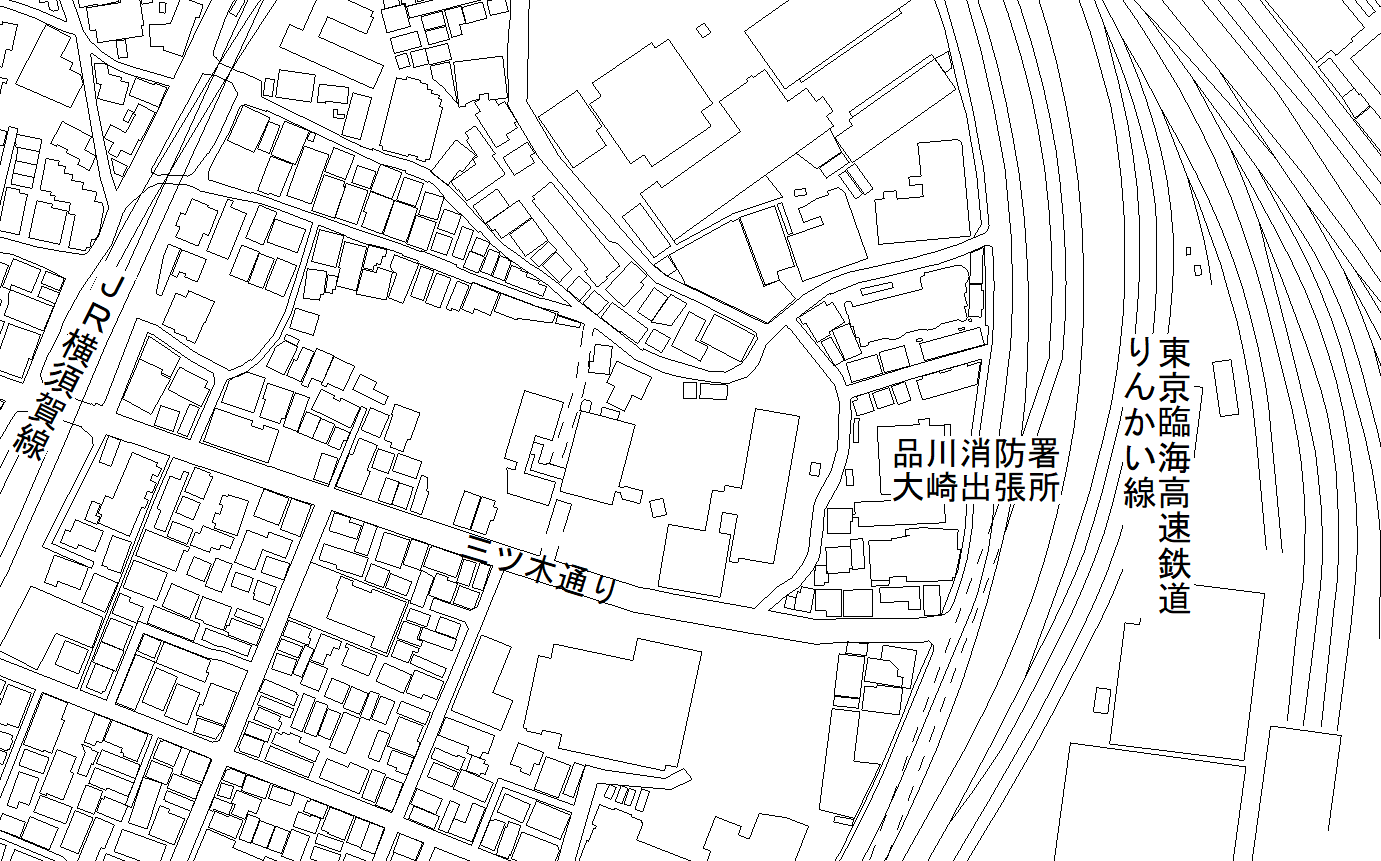 JR横須賀線
東京臨海高速鉄道
りんかい線
品川消防署
大崎出張所
三ツ木通り